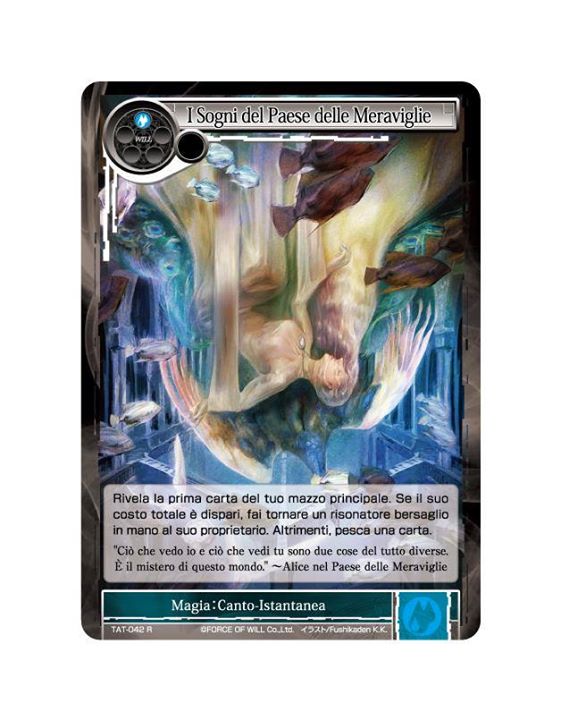 I Sogni del Paese delle Meraviglie
WILL
Rivela la prima carta del tuo mazzo principale. Se il suo
costo totale è dispari, fai tornare un risonatore bersaglio
in mano al suo proprietario. Altrimenti, pesca una carta.
"Ciò che vedo io e ciò che vedi tu sono due cose del tutto diverse.
È il mistero di questo mondo." ～Alice nel Paese delle Meraviglie
Magia:Canto-Istantanea
TAT-042 R ©FORCE OF WILL Co.,Ltd. イラスト/Fushikaden K.K.